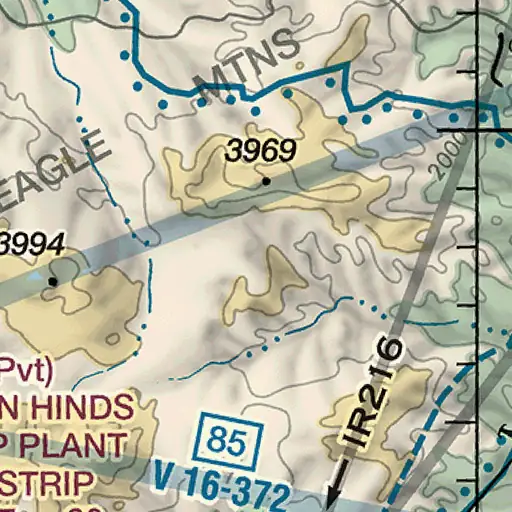 MTNS
3969
2000
EAGLE
3994
IR216
Pvt)
N HINDS
P PLANT
STRIP
85
V 16-372